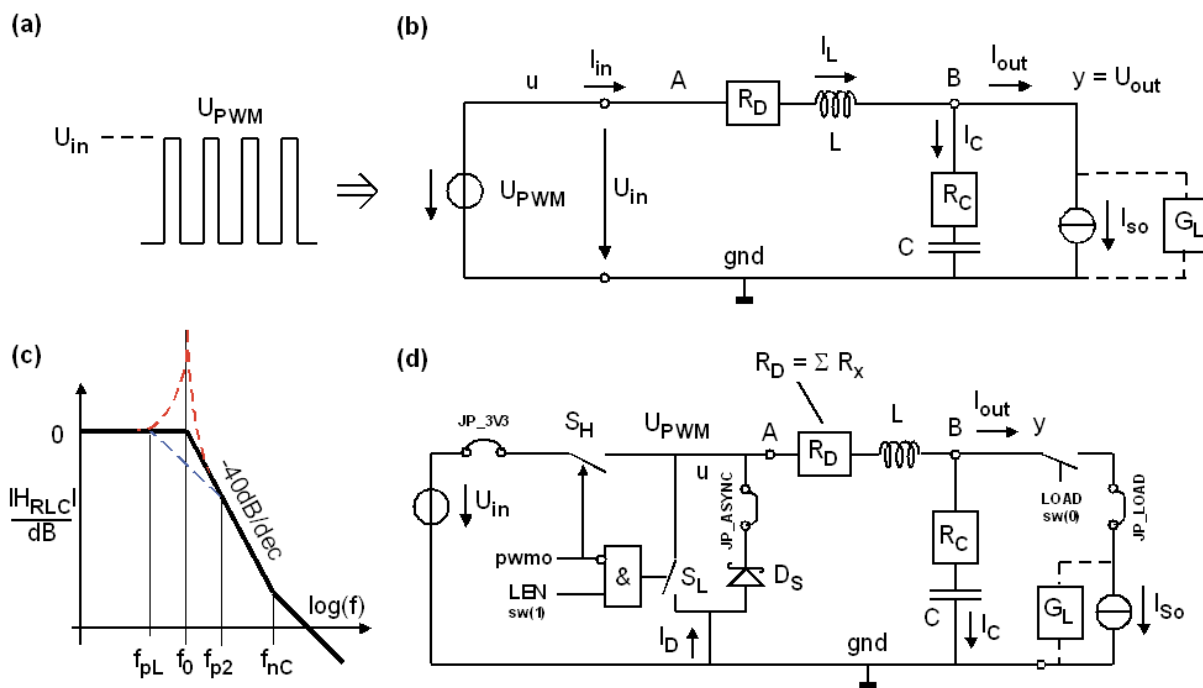 (a)
U_PWM
U_in
(b)
u
I_in
A
R_D
I_L
L
B
I_out
y = U_out
I_C
U_PWM
U_in
R_C
C
I_so
G_L
gnd
(c)
0
|H_RLC|
dB
-40dB/dec
log(f)
f_pL
f_0
f_p2
f_nC
(d)
R_D = Σ R_x
JP_3V3
S_H
U_PWM
u
A
R_D
L
B
I_out
y
U_in
JP_ASYNC
LOAD
sw(0)
JP_LOAD
pwmo
LEN
sw(1)
&
S_L
D_S
R_C
C
I_C
G_L
I_So
I_D
gnd